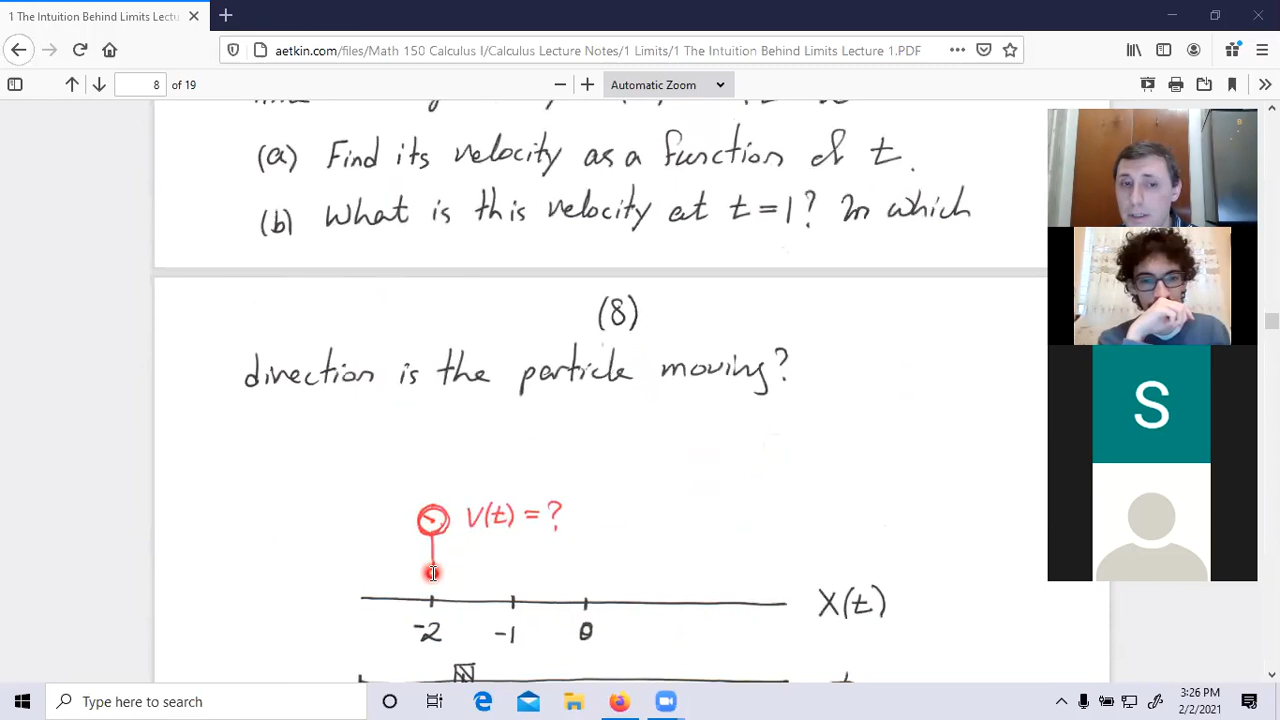 1 The Intuition Behind Limits Lectu
aetkin.com/files/Math 150 Calculus I/Calculus Lecture Notes/1 Limits/1 The Intuition Behind Limits Lecture 1.PDF
8 of 19
Automatic Zoom
(a) Find its velocity as a function of t.
(b) What is this velocity at t=1? In which
(8)
direction is the particle moving?
S
V(t) = ?
X(t)
-2 -1 0
Type here to search
3:26 PM
2/2/2021